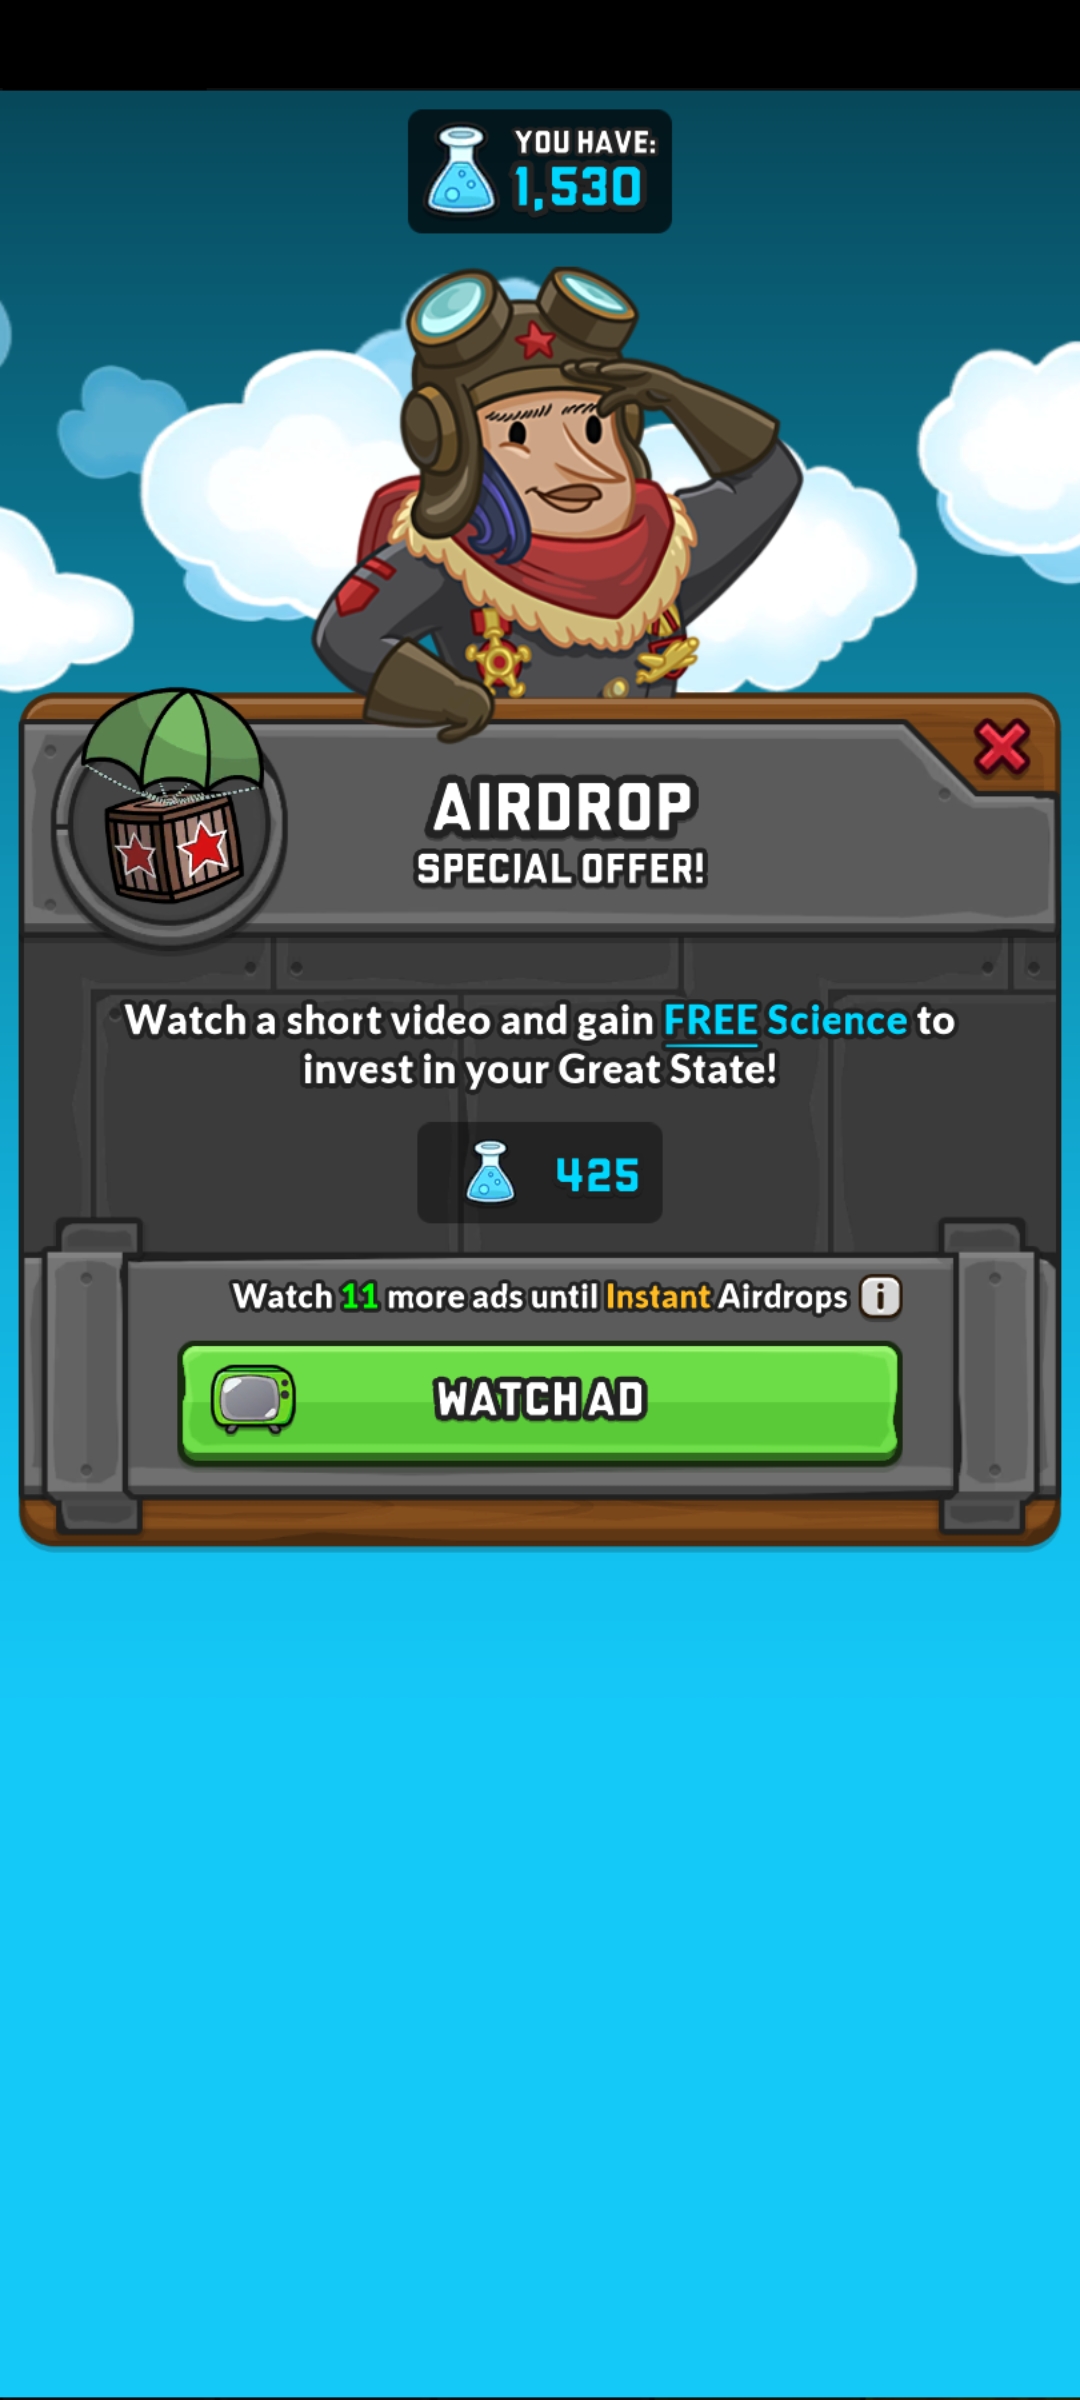 YOU HAVE:
1,530
AIRDROP
SPECIAL OFFER!
Watch a short video and gain FREE Science to
invest in your Great State!
425
Watch 11 more ads until Instant Airdrops i
WATCH AD